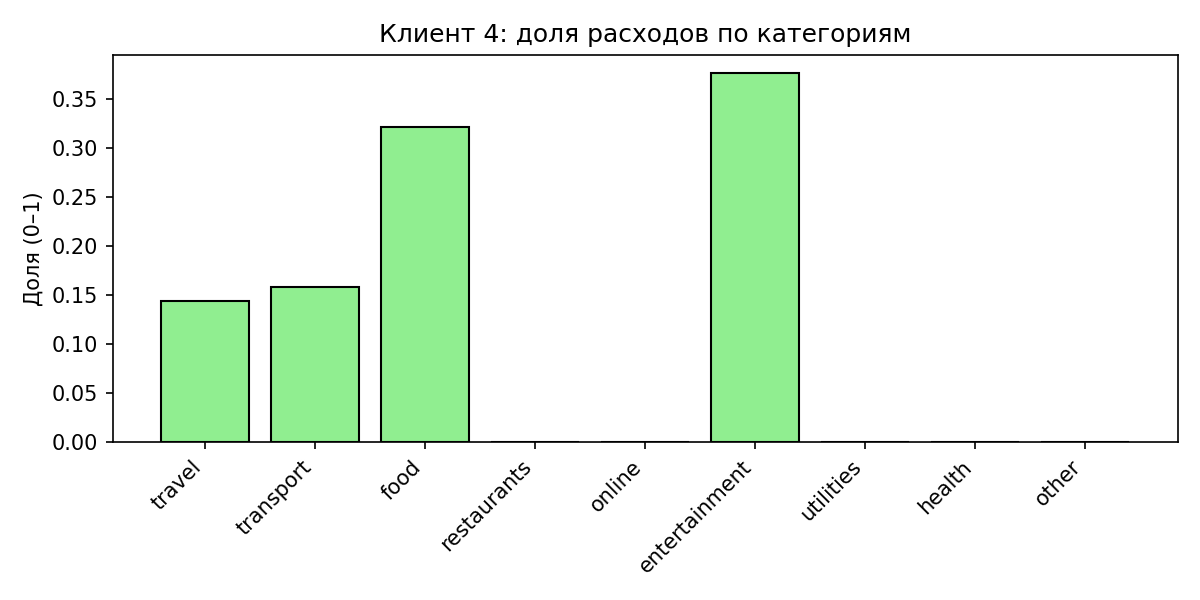 Клиент 4: доля расходов по категориям
Доля (0–1)
0.35
0.30
0.25
0.20
0.15
0.10
0.05
0.00
travel
transport
food
restaurants
online
entertainment
utilities
health
other